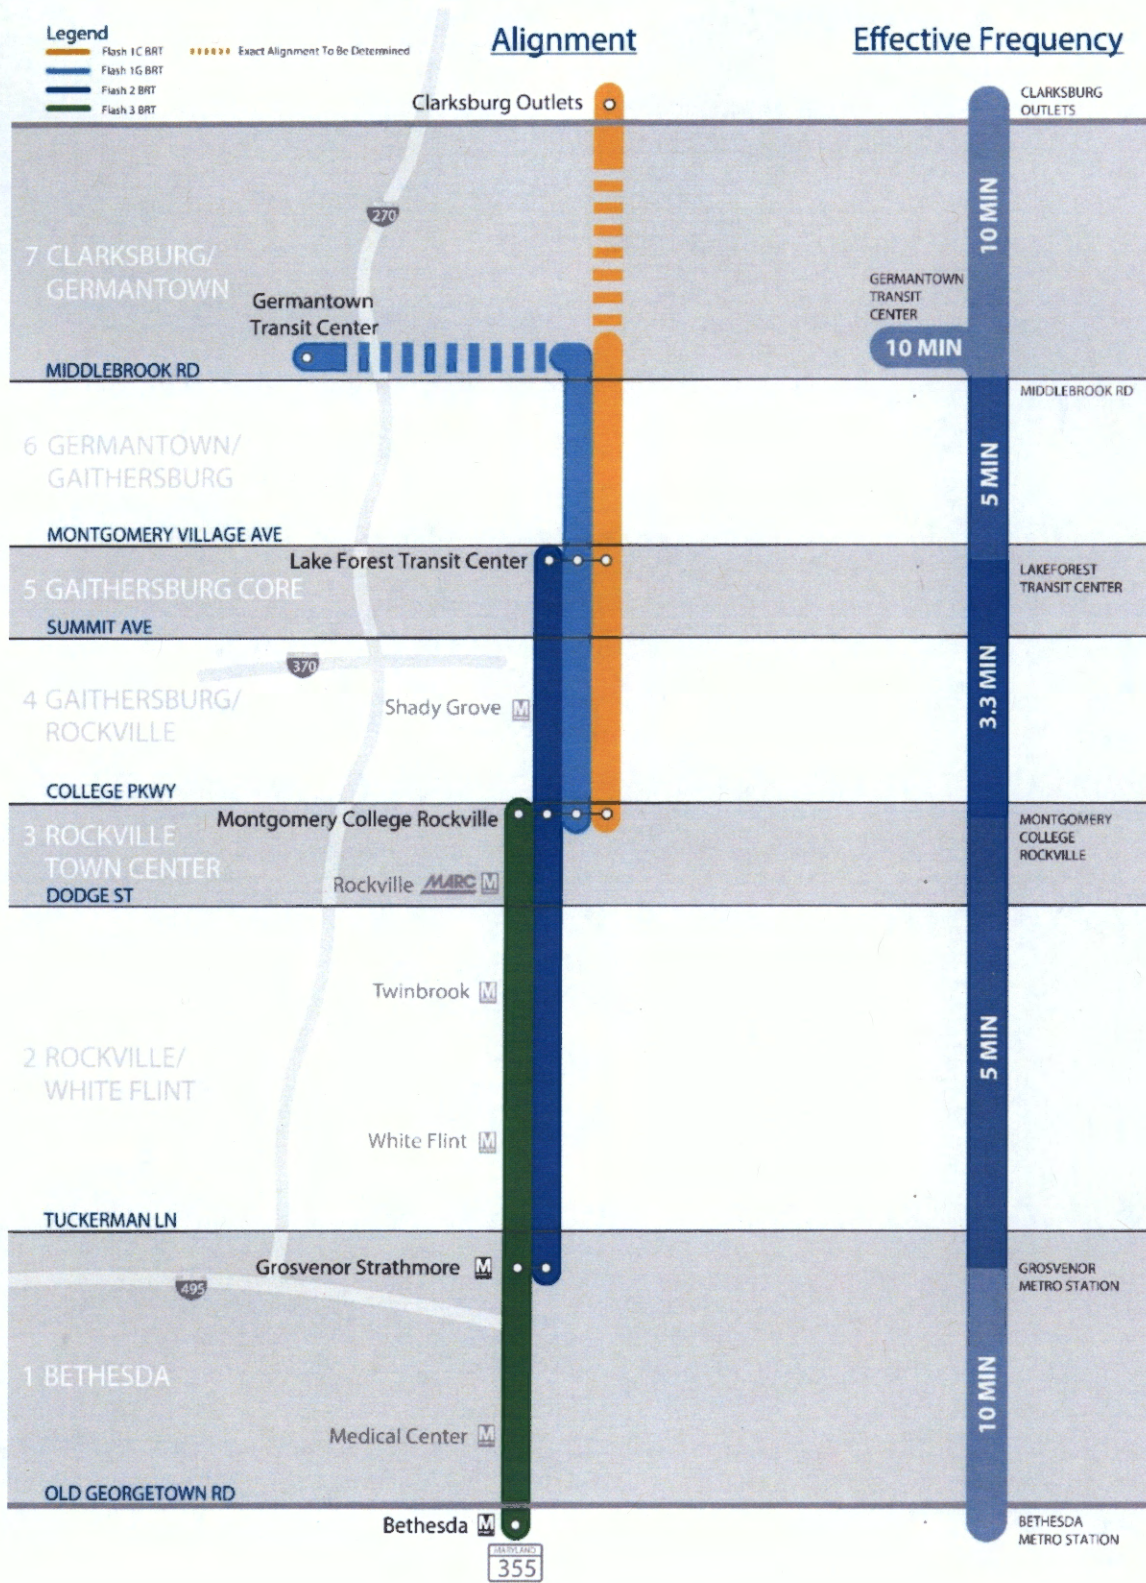 Legend
Flash 1C BRT
Exact Alignment To Be Determined
Flash 1G BRT
Flash 2 BRT
Flash 3 BRT
Alignment
Effective Frequency
Clarksburg Outlets
CLARKSBURG
OUTLETS
270
10 MIN
7 CLARKSBURG/
GERMANTOWN
Germantown
Transit Center
GERMANTOWN
TRANSIT
CENTER
10 MIN
MIDDLEBROOK RD
MIDDLEBROOK RD
6 GERMANTOWN/
GAITHERSBURG
5 MIN
MONTGOMERY VILLAGE AVE
Lake Forest Transit Center
LAKEFOREST
TRANSIT CENTER
5 GAITHERSBURG CORE
SUMMIT AVE
370
3.3 MIN
4 GAITHERSBURG/
ROCKVILLE
Shady Grove M
COLLEGE PKWY
Montgomery College Rockville
MONTGOMERY
COLLEGE
ROCKVILLE
3 ROCKVILLE
TOWN CENTER
Rockville MARC M
DODGE ST
Twinbrook M
2 ROCKVILLE/
WHITE FLINT
5 MIN
White Flint M
TUCKERMAN LN
Grosvenor Strathmore M
GROSVENOR
METRO STATION
495
1 BETHESDA
10 MIN
Medical Center M
OLD GEORGETOWN RD
Bethesda M
BETHESDA
METRO STATION
MARYLAND
355